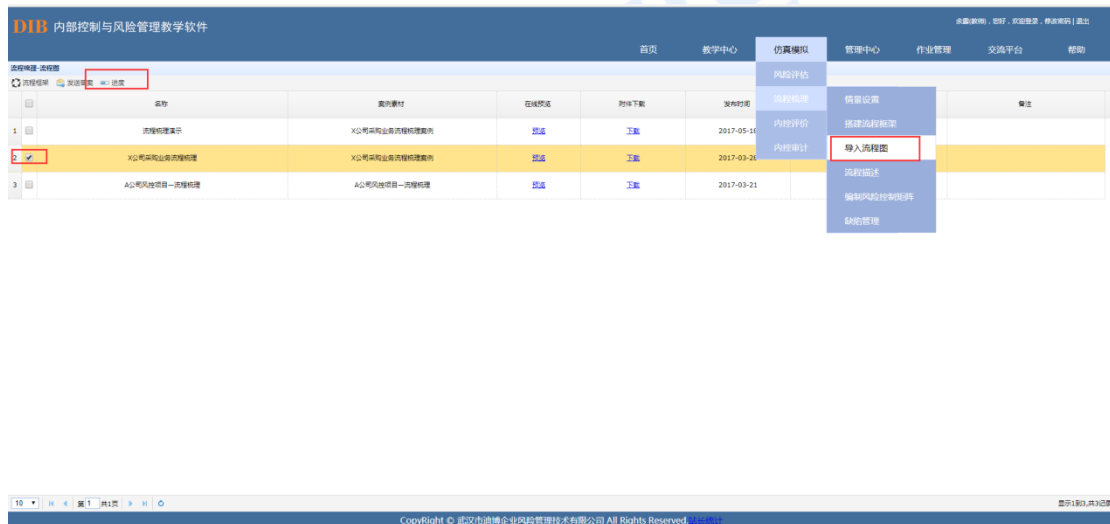 DIB 内部控制与风险管理教学软件
余露(教师)，您好，欢迎登录，修改密码 | 退出
首页 教学中心 仿真模拟 管理中心 作业管理 交流平台 帮助
流程梳理-流程图
流程框架 发送答案 进度
风险评估
流程梳理
内控评价
内控审计
情景设置
搭建流程框架
导入流程图
流程描述
编制风险控制矩阵
缺陷管理
名称 案例素材 在线预览 附件下载 发布时间 备注
1 流程梳理演示 X公司采购业务流程梳理案例 预览 下载 2017-05-18
2 X公司采购业务流程梳理 X公司采购业务流程梳理案例 预览 下载 2017-03-28
3 A公司风控项目—流程梳理 A公司风控项目—流程梳理 预览 下载 2017-03-21
10 第 1 共1页 显示1到3,共3记录
CopyRight © 武汉市迪博企业风险管理技术有限公司 All Rights Reserved 站长统计